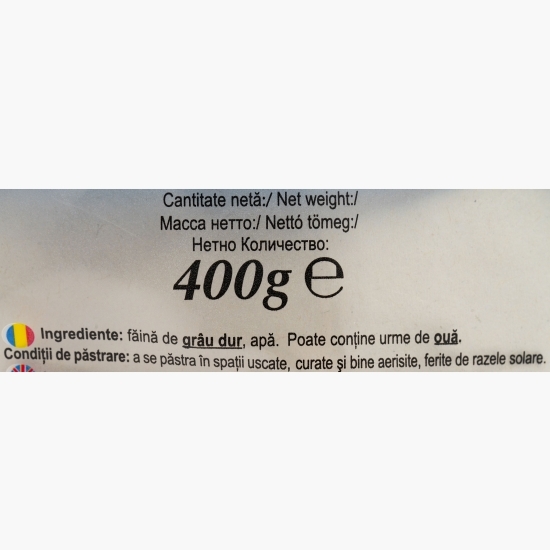 Cantitate netă:/ Net weight:/
Масса нетто:/ Nettó tömeg:/
Нетно Количество:
400g ℮
Ingrediente: făină de grâu dur, apă. Poate conține urme de ouă.
Condiții de păstrare: a se păstra în spații uscate, curate și bine aerisite, ferite de razele solare.